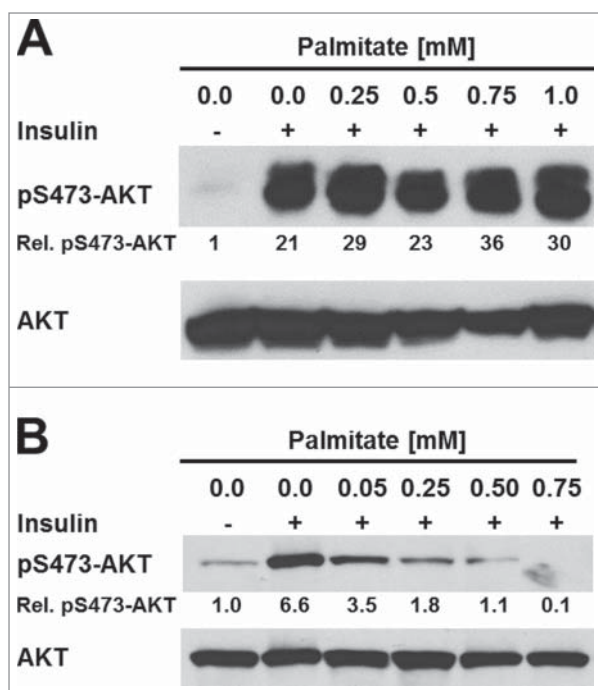 A
Palmitate [mM]
0.0 0.0 0.25 0.5 0.75 1.0
Insulin - + + + + +
pS473-AKT
Rel. pS473-AKT 1 21 29 23 36 30
AKT
B
Palmitate [mM]
0.0 0.0 0.05 0.25 0.50 0.75
Insulin - + + + + +
pS473-AKT
Rel. pS473-AKT 1.0 6.6 3.5 1.8 1.1 0.1
AKT